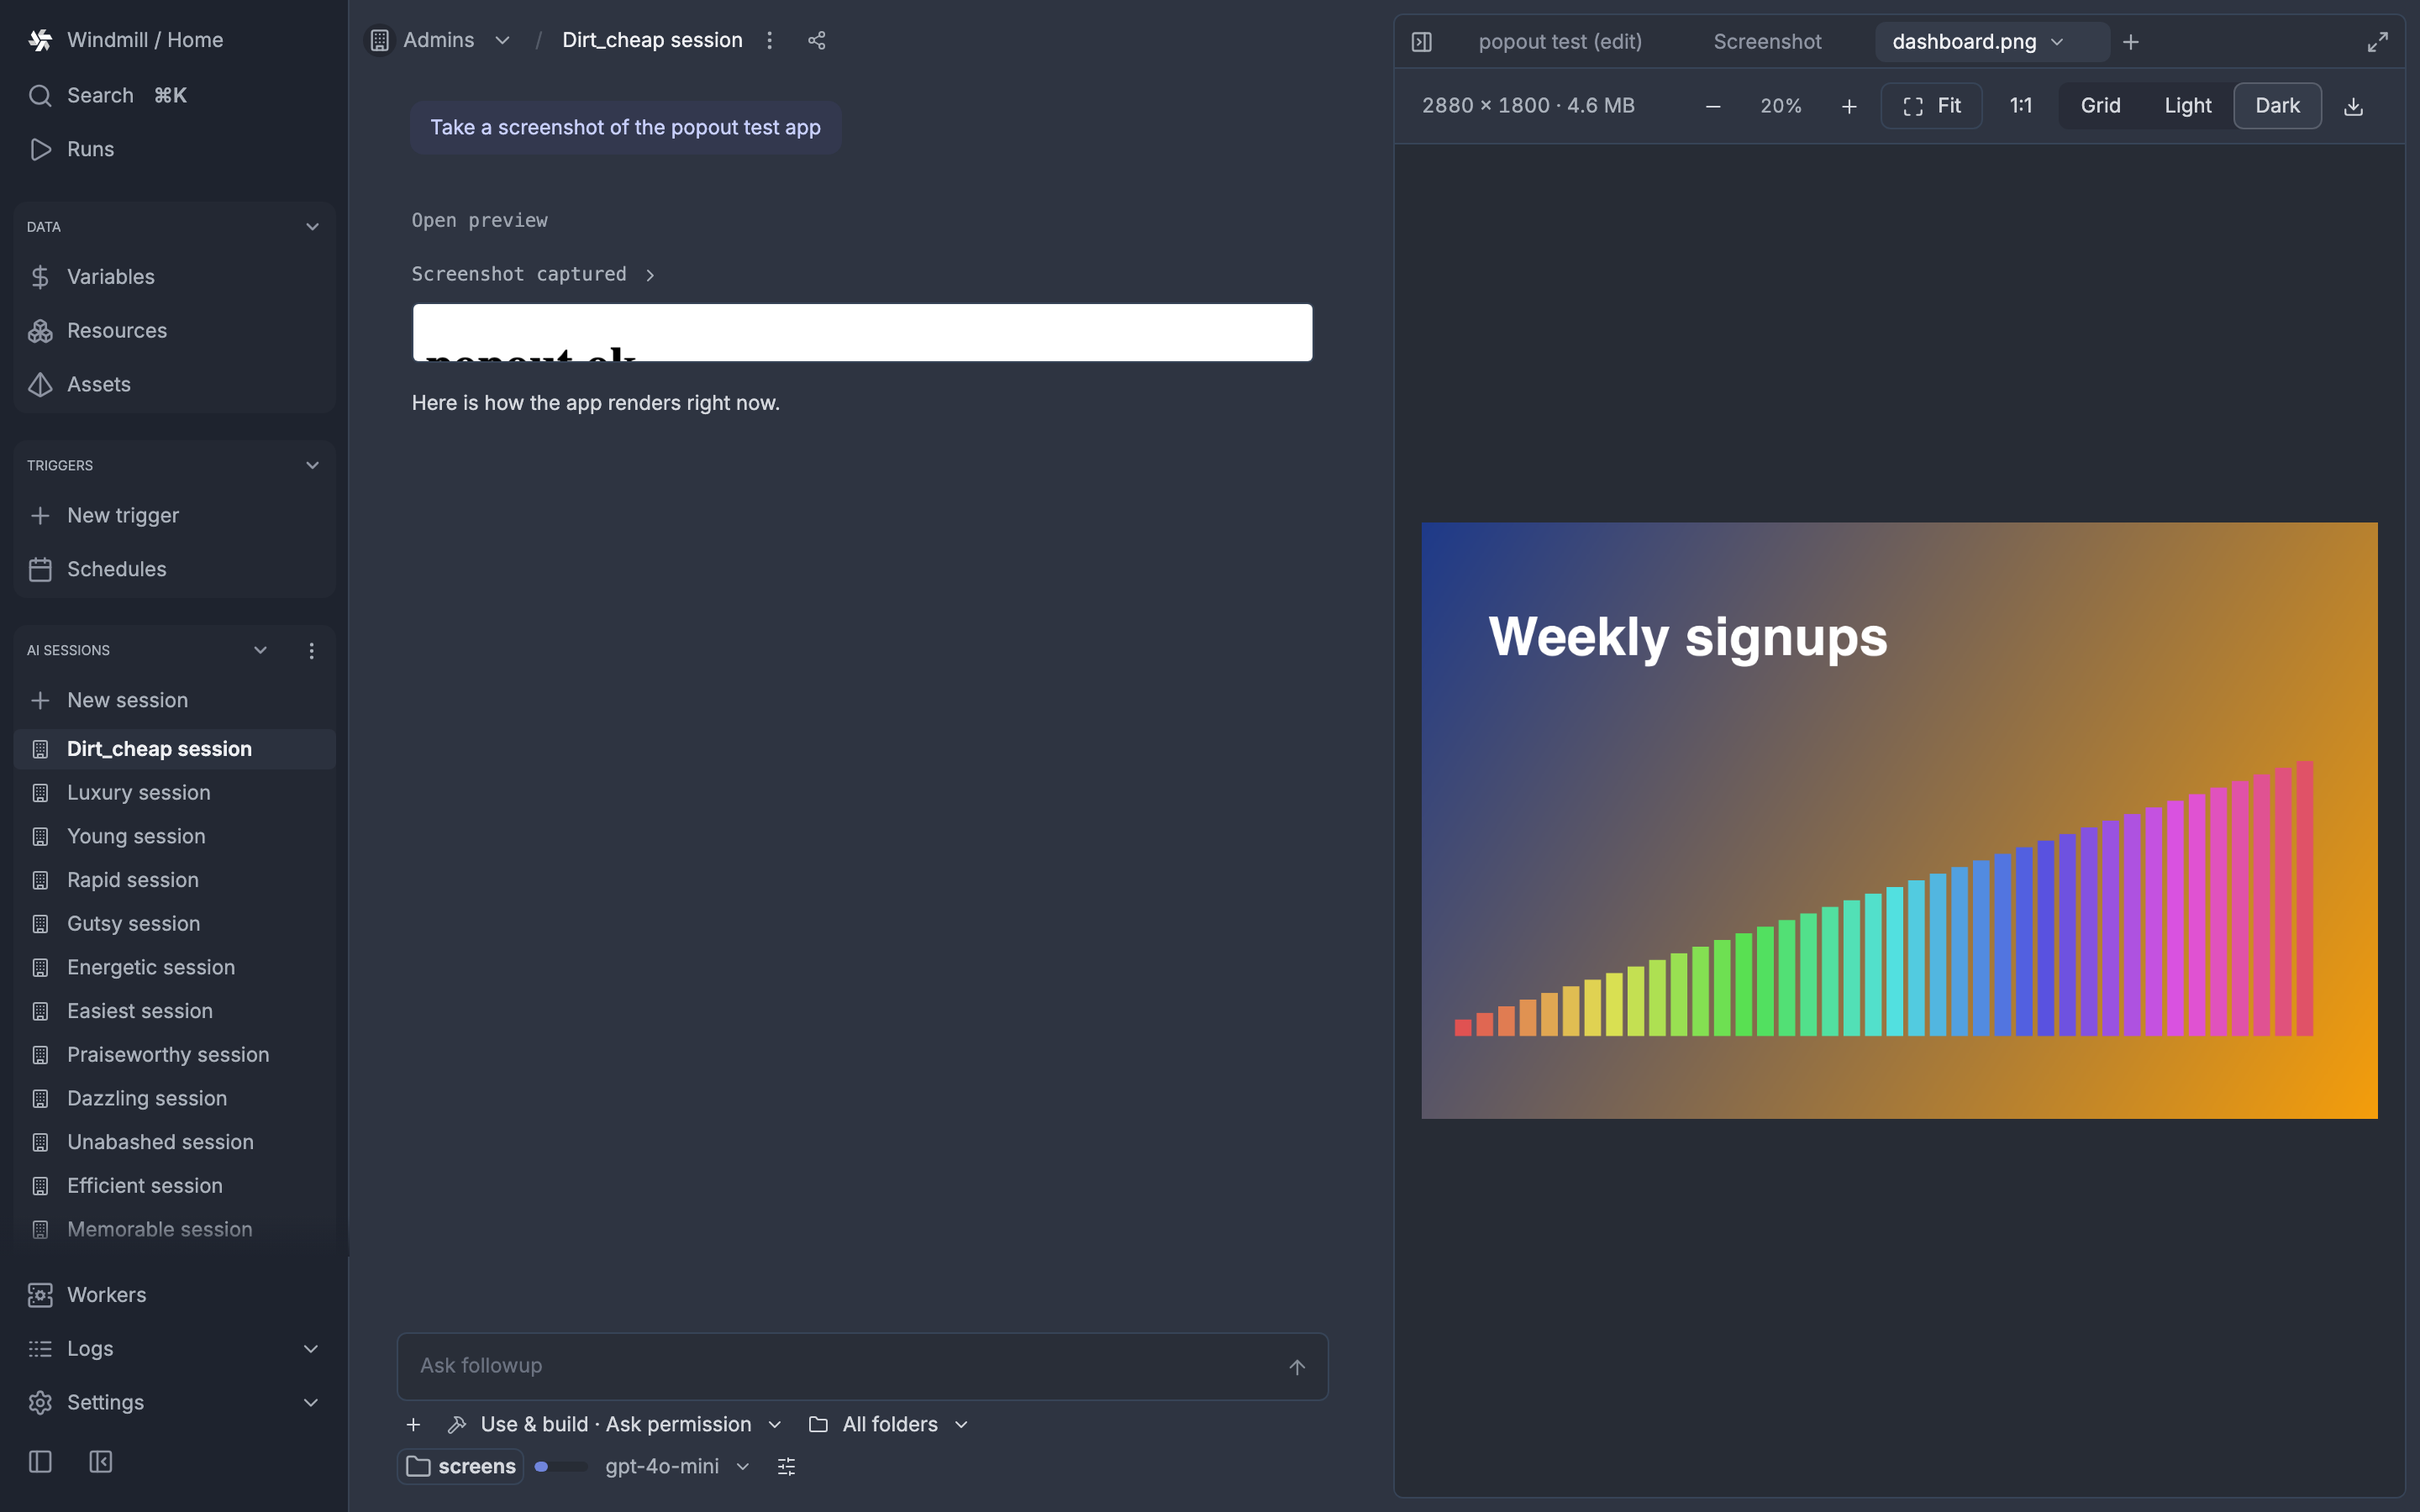 Windmill / Home
Search ⌘K
Runs
DATA
Variables
Resources
Assets
TRIGGERS
New trigger
Schedules
AI SESSIONS
New session
Dirt_cheap session
Luxury session
Young session
Rapid session
Gutsy session
Energetic session
Easiest session
Praiseworthy session
Dazzling session
Unabashed session
Efficient session
Memorable session
Workers
Logs
Settings
Admins / Dirt_cheap session
Take a screenshot of the popout test app
Open preview
Screenshot captured
popout ok
Here is how the app renders right now.
Ask followup
Use & build · Ask permission
All folders
screens
gpt-4o-mini
popout test (edit)
Screenshot
dashboard.png
2880 × 1800 · 4.6 MB
20%
Fit
1:1
Grid
Light
Dark
Weekly signups